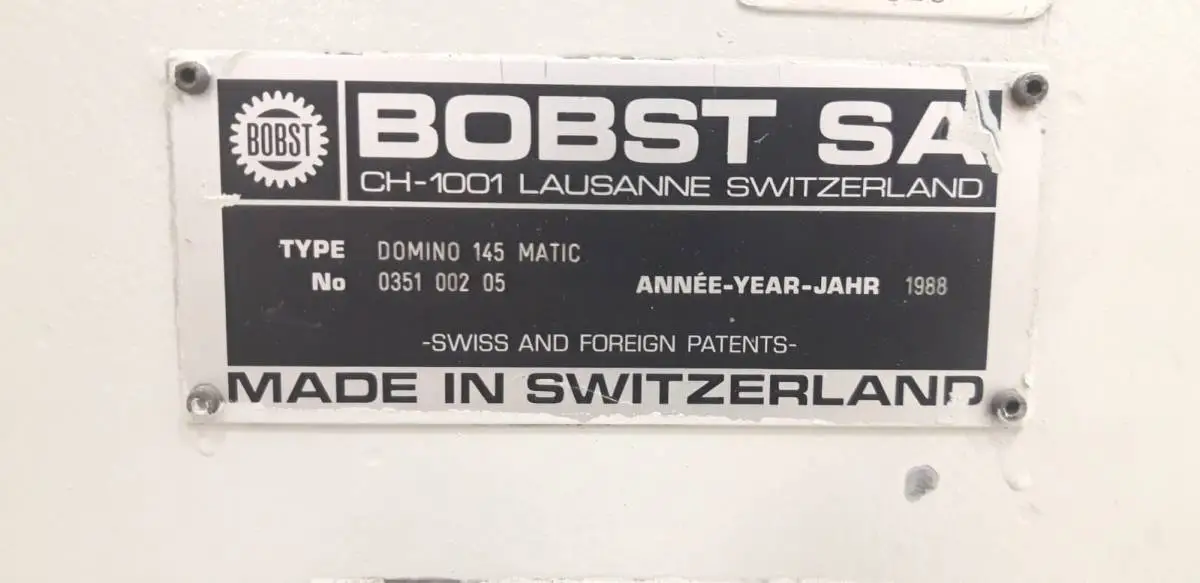 BOBST
BOBST SA
CH-1001 LAUSANNE SWITZERLAND
TYPE DOMINO 145 MATIC
No 0351 002 05 ANNÉE-YEAR-JAHR 1988
-SWISS AND FOREIGN PATENTS-
MADE IN SWITZERLAND